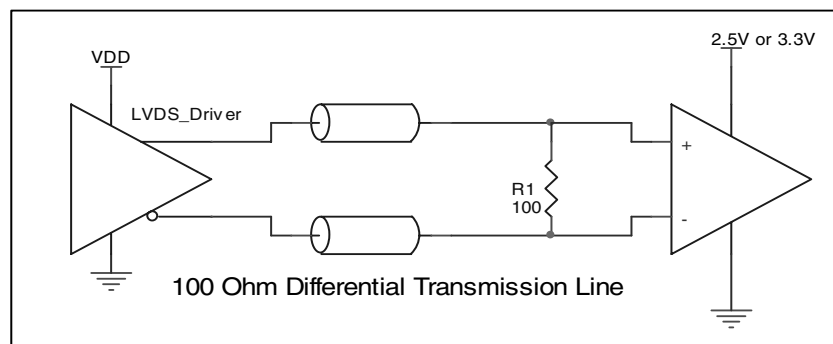 2.5V or 3.3V
VDD
LVDS_Driver
+
R1
100
-
100 Ohm Differential Transmission Line